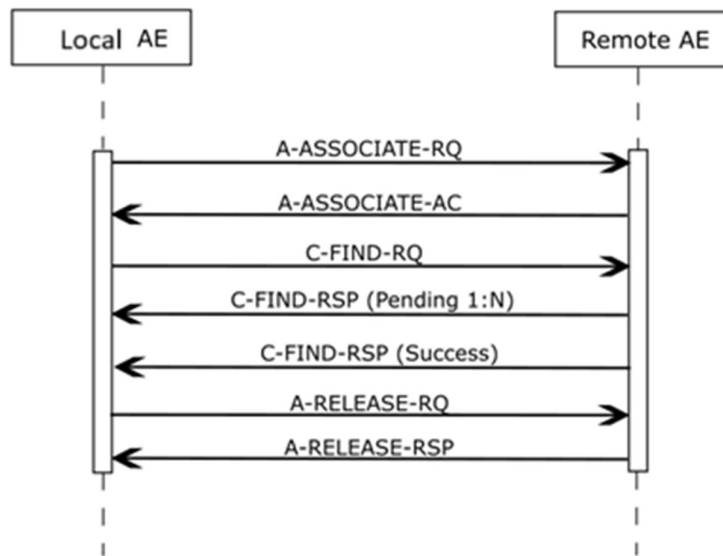 Local AE
Remote AE
A-ASSOCIATE-RQ
A-ASSOCIATE-AC
C-FIND-RQ
C-FIND-RSP (Pending 1:N)
C-FIND-RSP (Success)
A-RELEASE-RQ
A-RELEASE-RSP